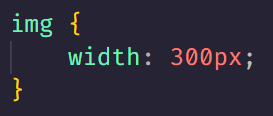 img {
    width: 300px;
}